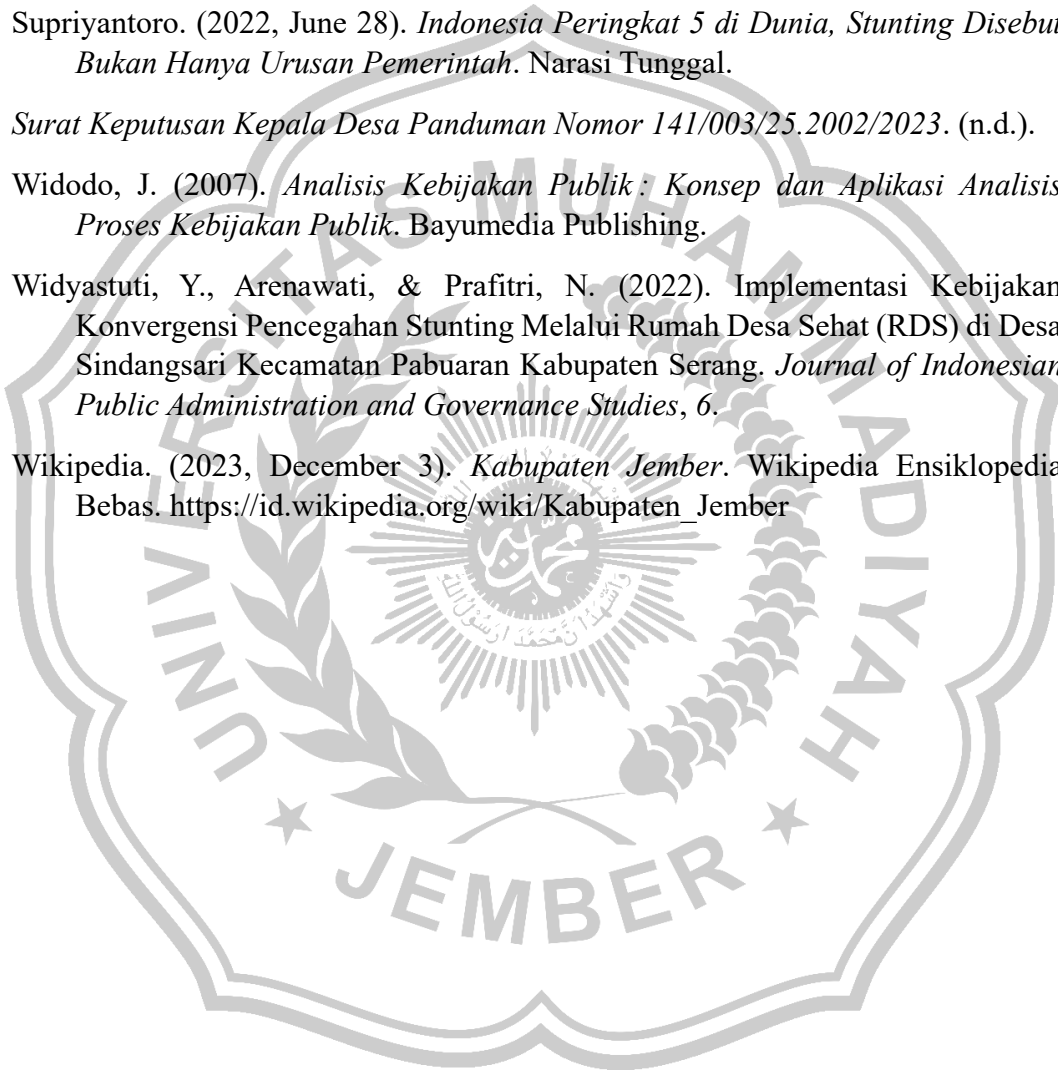 Supriyantoro. (2022, June 28). Indonesia Peringkat 5 di Dunia, Stunting Disebut
Bukan Hanya Urusan Pemerintah. Narasi Tunggal.
Surat Keputusan Kepala Desa Panduman Nomor 141/003/25.2002/2023. (n.d.).
Widodo, J. (2007). Analisis Kebijakan Publik : Konsep dan Aplikasi Analisis
Proses Kebijakan Publik. Bayumedia Publishing.
Widyastuti, Y., Arenawati, & Prafitri, N. (2022). Implementasi Kebijakan
Konvergensi Pencegahan Stunting Melalui Rumah Desa Sehat (RDS) di Desa
Sindangsari Kecamatan Pabuaran Kabupaten Serang. Journal of Indonesian
Public Administration and Governance Studies, 6.
Wikipedia. (2023, December 3). Kabupaten Jember. Wikipedia Ensiklopedia
Bebas. https://id.wikipedia.org/wiki/Kabupaten_Jember
UNIVERSITAS MUHAMMADIYAH
JEMBER